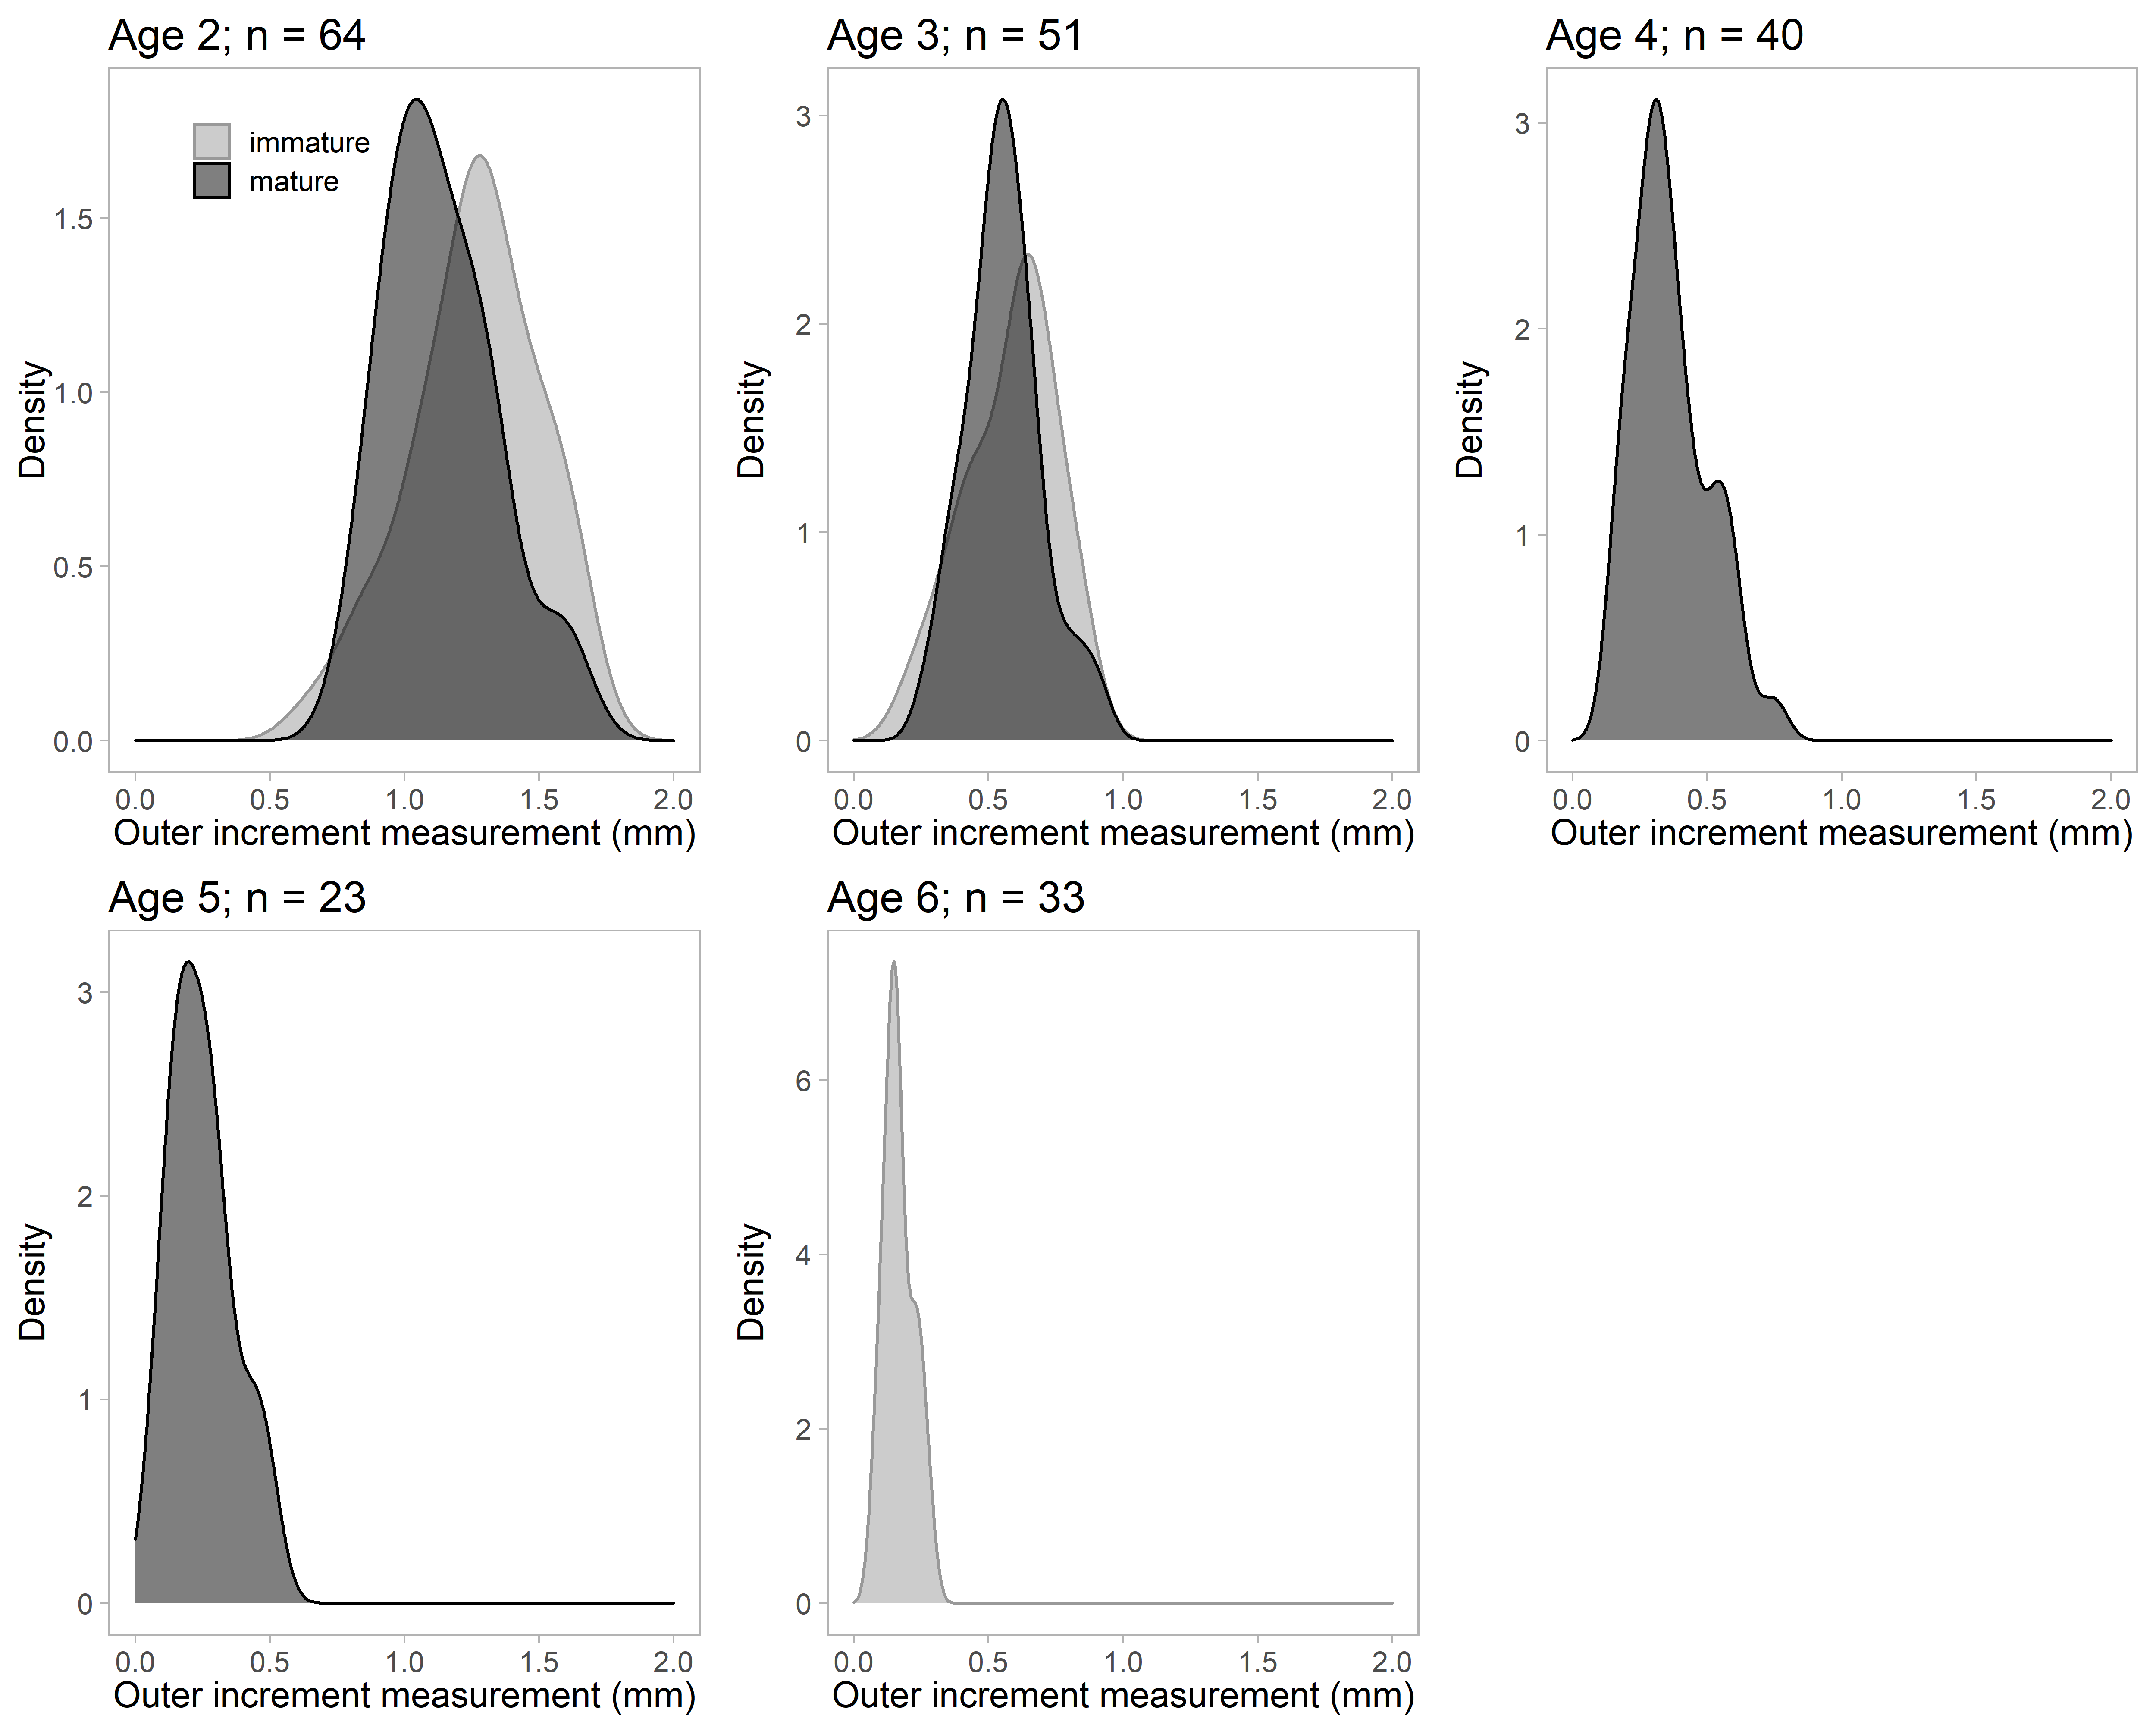 Age 2; n = 64
immature
mature
Density
0.0
0.5
1.0
1.5
0.0 0.5 1.0 1.5 2.0
Outer increment measurement (mm)
Age 3; n = 51
Density
3
2
1
0
0.0 0.5 1.0 1.5 2.0
Outer increment measurement (mm)
Age 4; n = 40
Density
3
2
1
0
0.0 0.5 1.0 1.5 2.0
Outer increment measurement (mm)
Age 5; n = 23
Density
3
2
1
0
0.0 0.5 1.0 1.5 2.0
Outer increment measurement (mm)
Age 6; n = 33
Density
6
4
2
0
0.0 0.5 1.0 1.5 2.0
Outer increment measurement (mm)